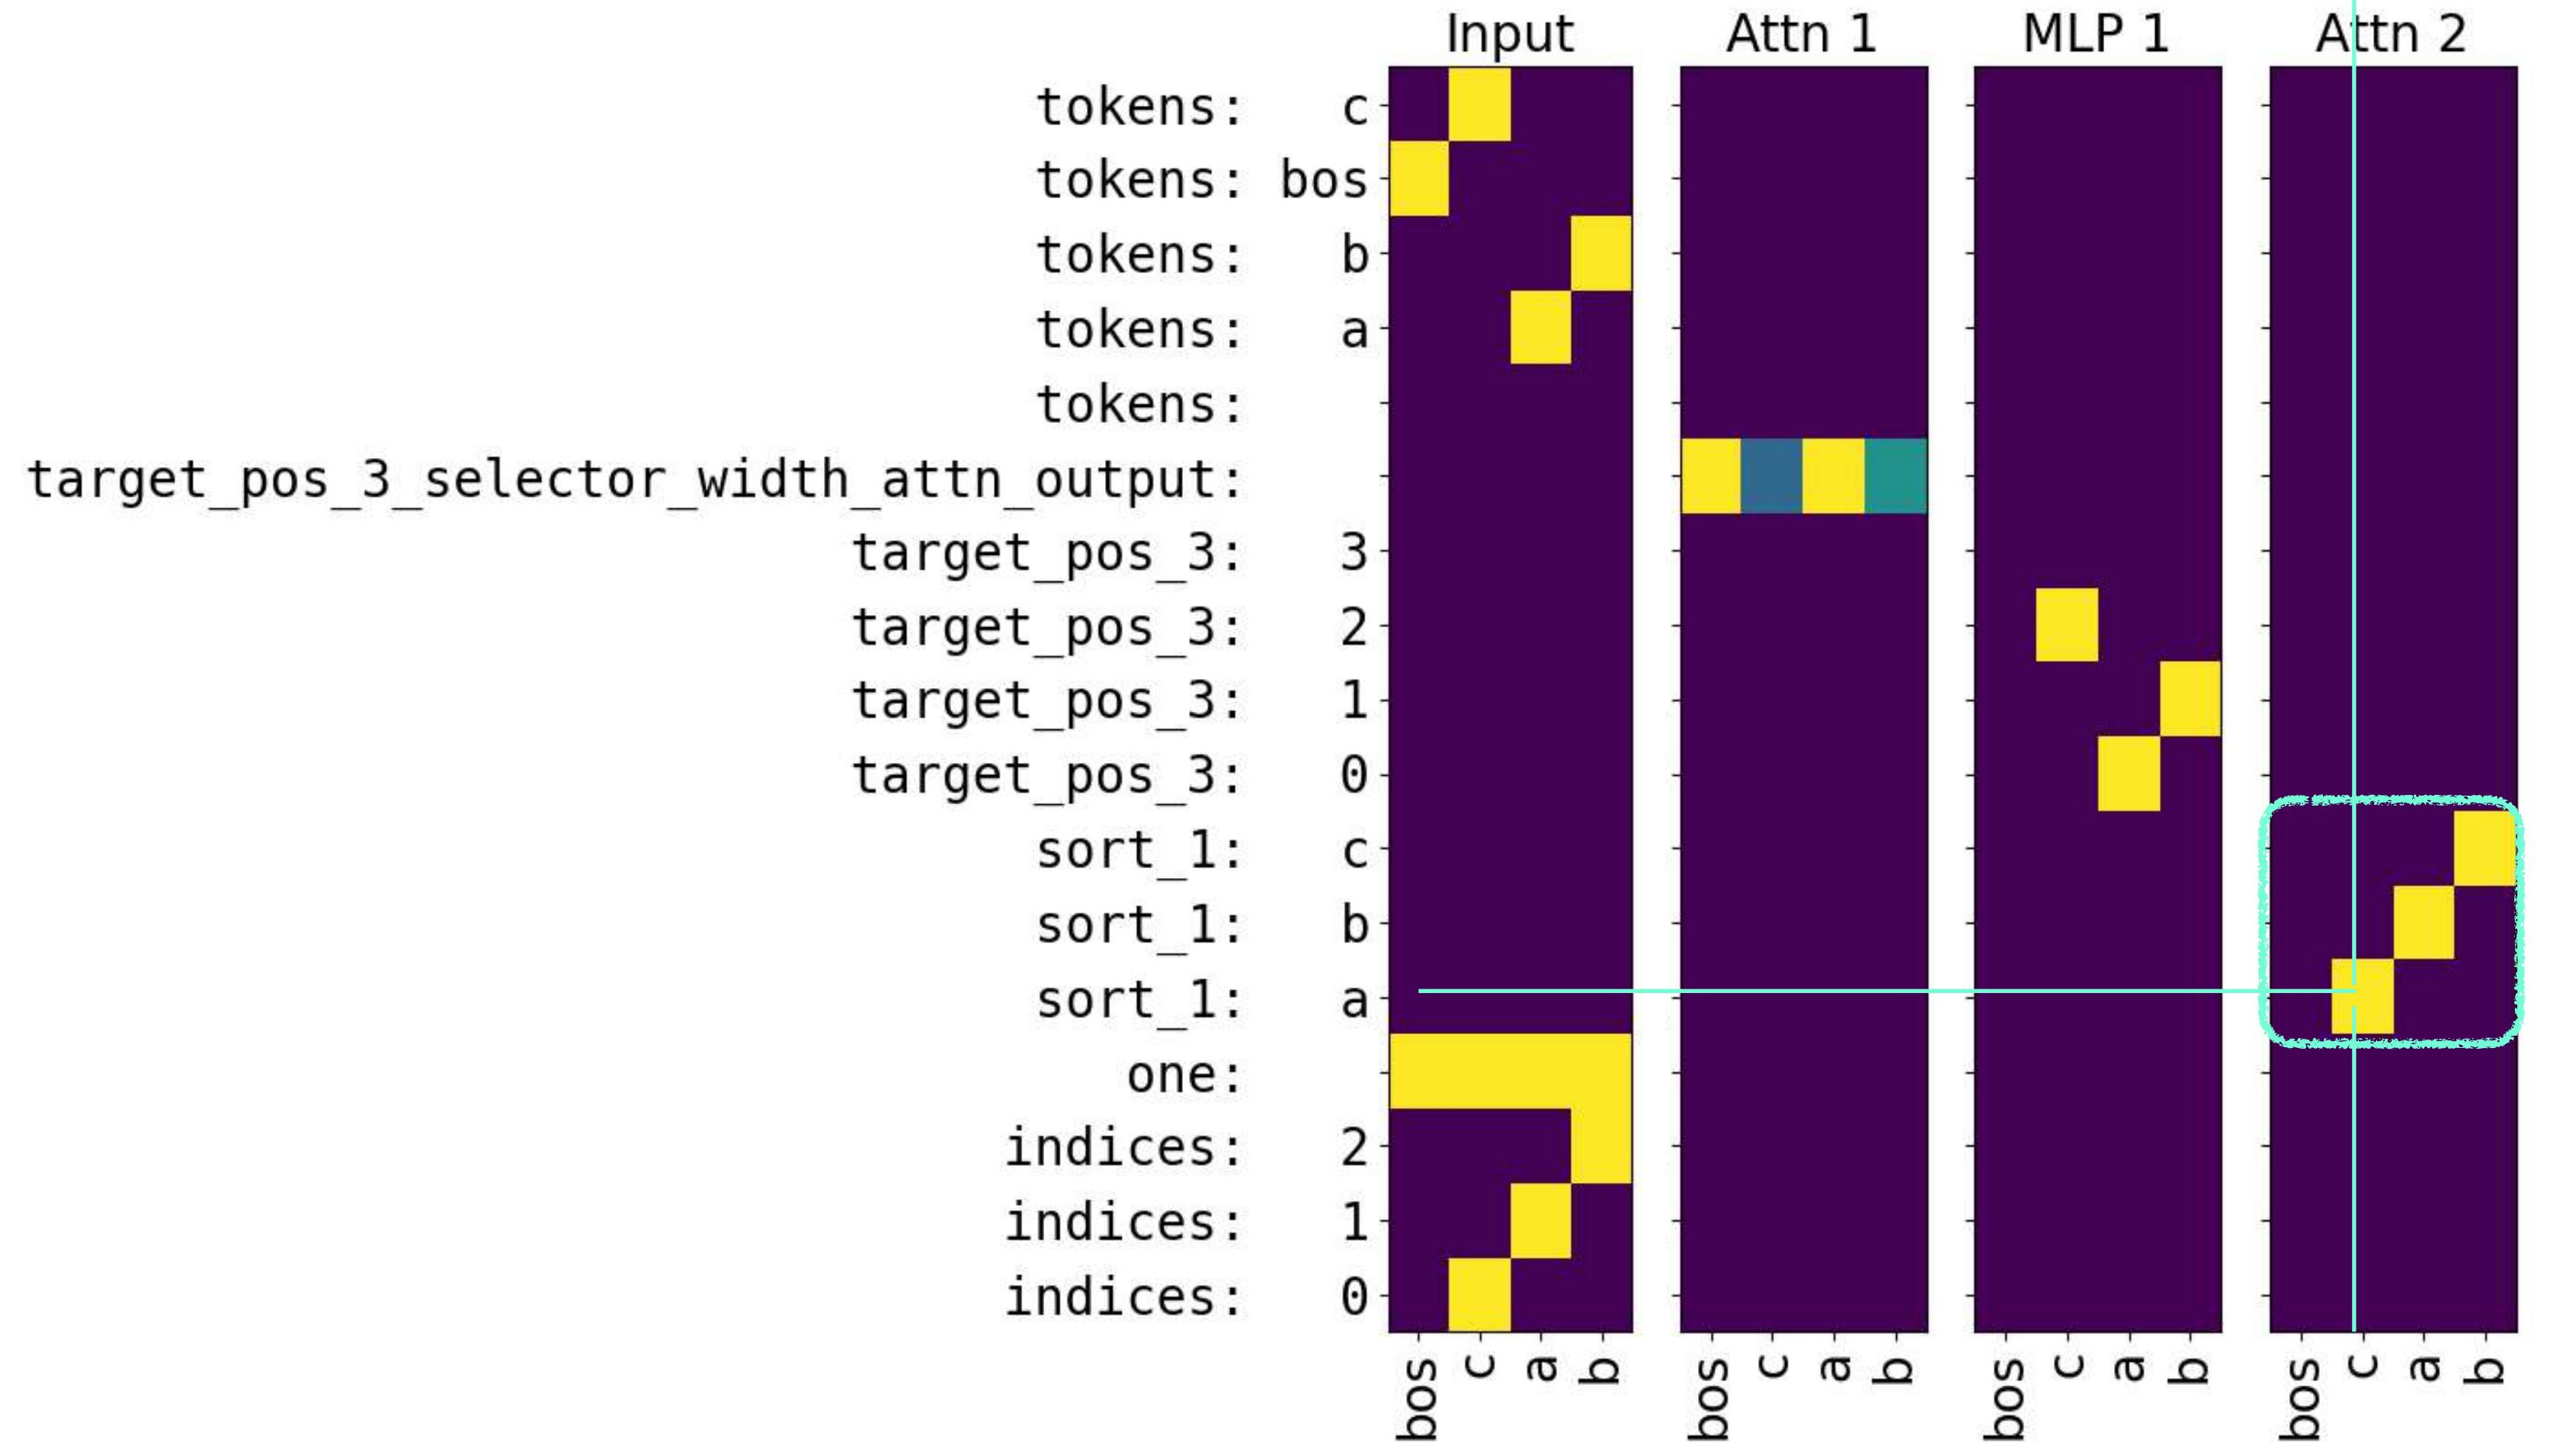 Input Attn 1 MLP 1 Attn 2
tokens: c
tokens: bos
tokens: b
tokens: a
tokens:
target_pos_3_selector_width_attn_output:
target_pos_3: 3
target_pos_3: 2
target_pos_3: 1
target_pos_3: 0
sort_1: c
sort_1: b
sort_1: a
one:
indices: 2
indices: 1
indices: 0
bos c a b bos c a b bos c a b bos c a b